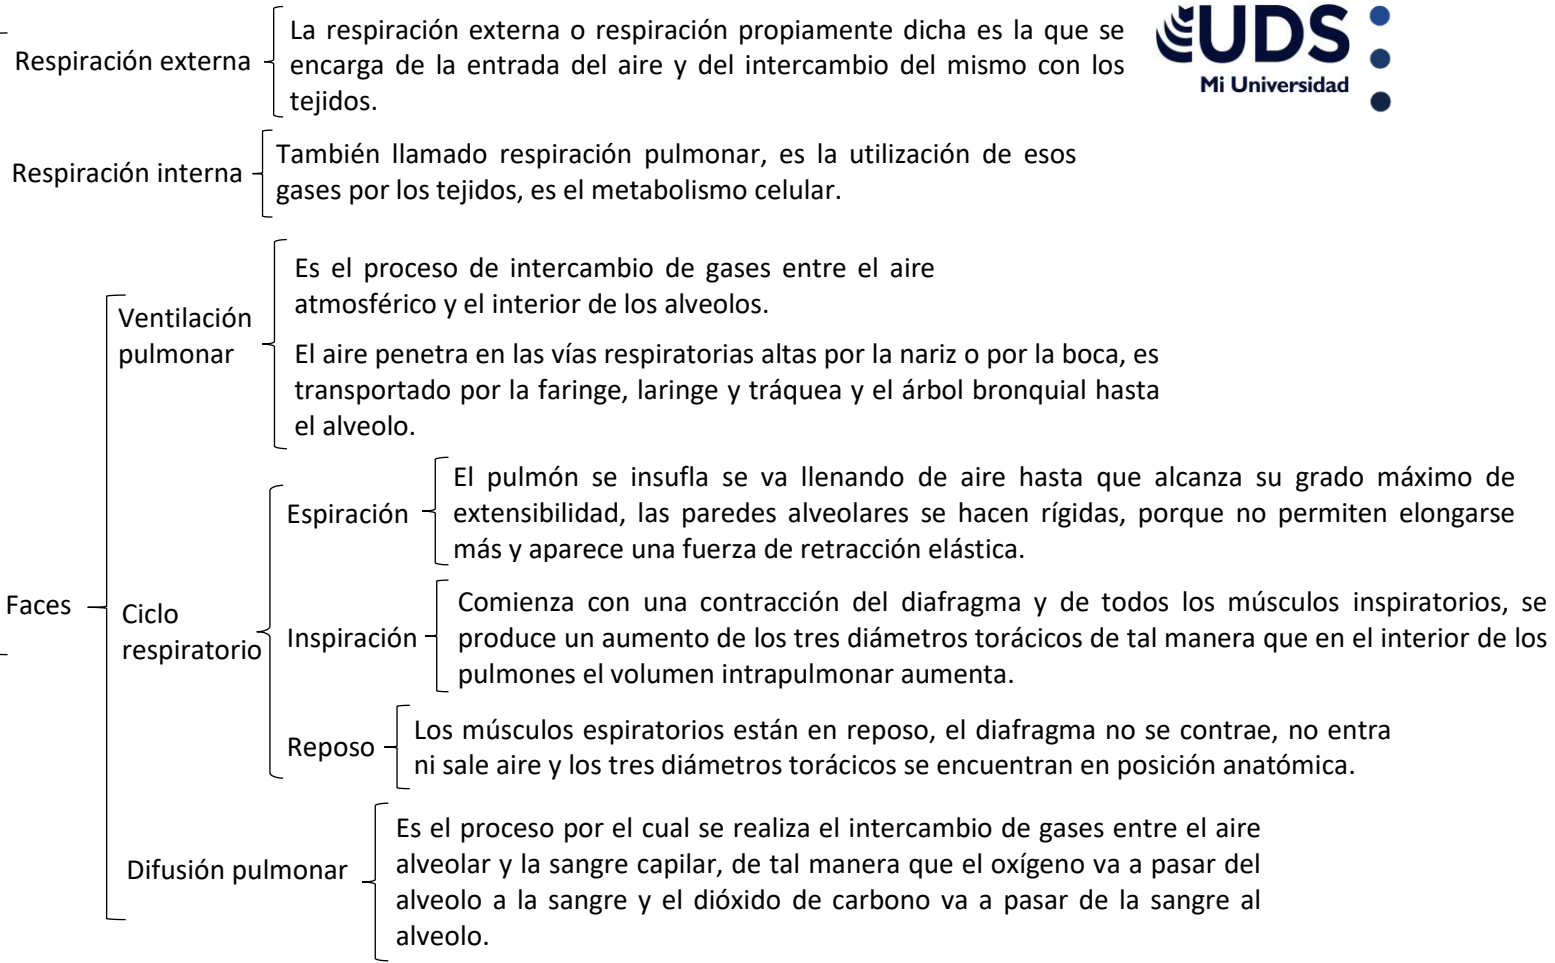 Respiración externa
La respiración externa o respiración propiamente dicha es la que se
encarga de la entrada del aire y del intercambio del mismo con los
tejidos.
UDS
Mi Universidad
Respiración interna
También llamado respiración pulmonar, es la utilización de esos
gases por los tejidos, es el metabolismo celular.
Faces
Ventilación
pulmonar
Es el proceso de intercambio de gases entre el aire
atmosférico y el interior de los alveolos.
El aire penetra en las vías respiratorias altas por la nariz o por la boca, es
transportado por la faringe, laringe y tráquea y el árbol bronquial hasta
el alveolo.
Ciclo
respiratorio
Espiración
El pulmón se insufla se va llenando de aire hasta que alcanza su grado máximo de
extensibilidad, las paredes alveolares se hacen rígidas, porque no permiten elongarse
más y aparece una fuerza de retracción elástica.
Inspiración
Comienza con una contracción del diafragma y de todos los músculos inspiratorios, se
produce un aumento de los tres diámetros torácicos de tal manera que en el interior de los
pulmones el volumen intrapulmonar aumenta.
Reposo
Los músculos espiratorios están en reposo, el diafragma no se contrae, no entra
ni sale aire y los tres diámetros torácicos se encuentran en posición anatómica.
Difusión pulmonar
Es el proceso por el cual se realiza el intercambio de gases entre el aire
alveolar y la sangre capilar, de tal manera que el oxígeno va a pasar del
alveolo a la sangre y el dióxido de carbono va a pasar de la sangre al
alveolo.